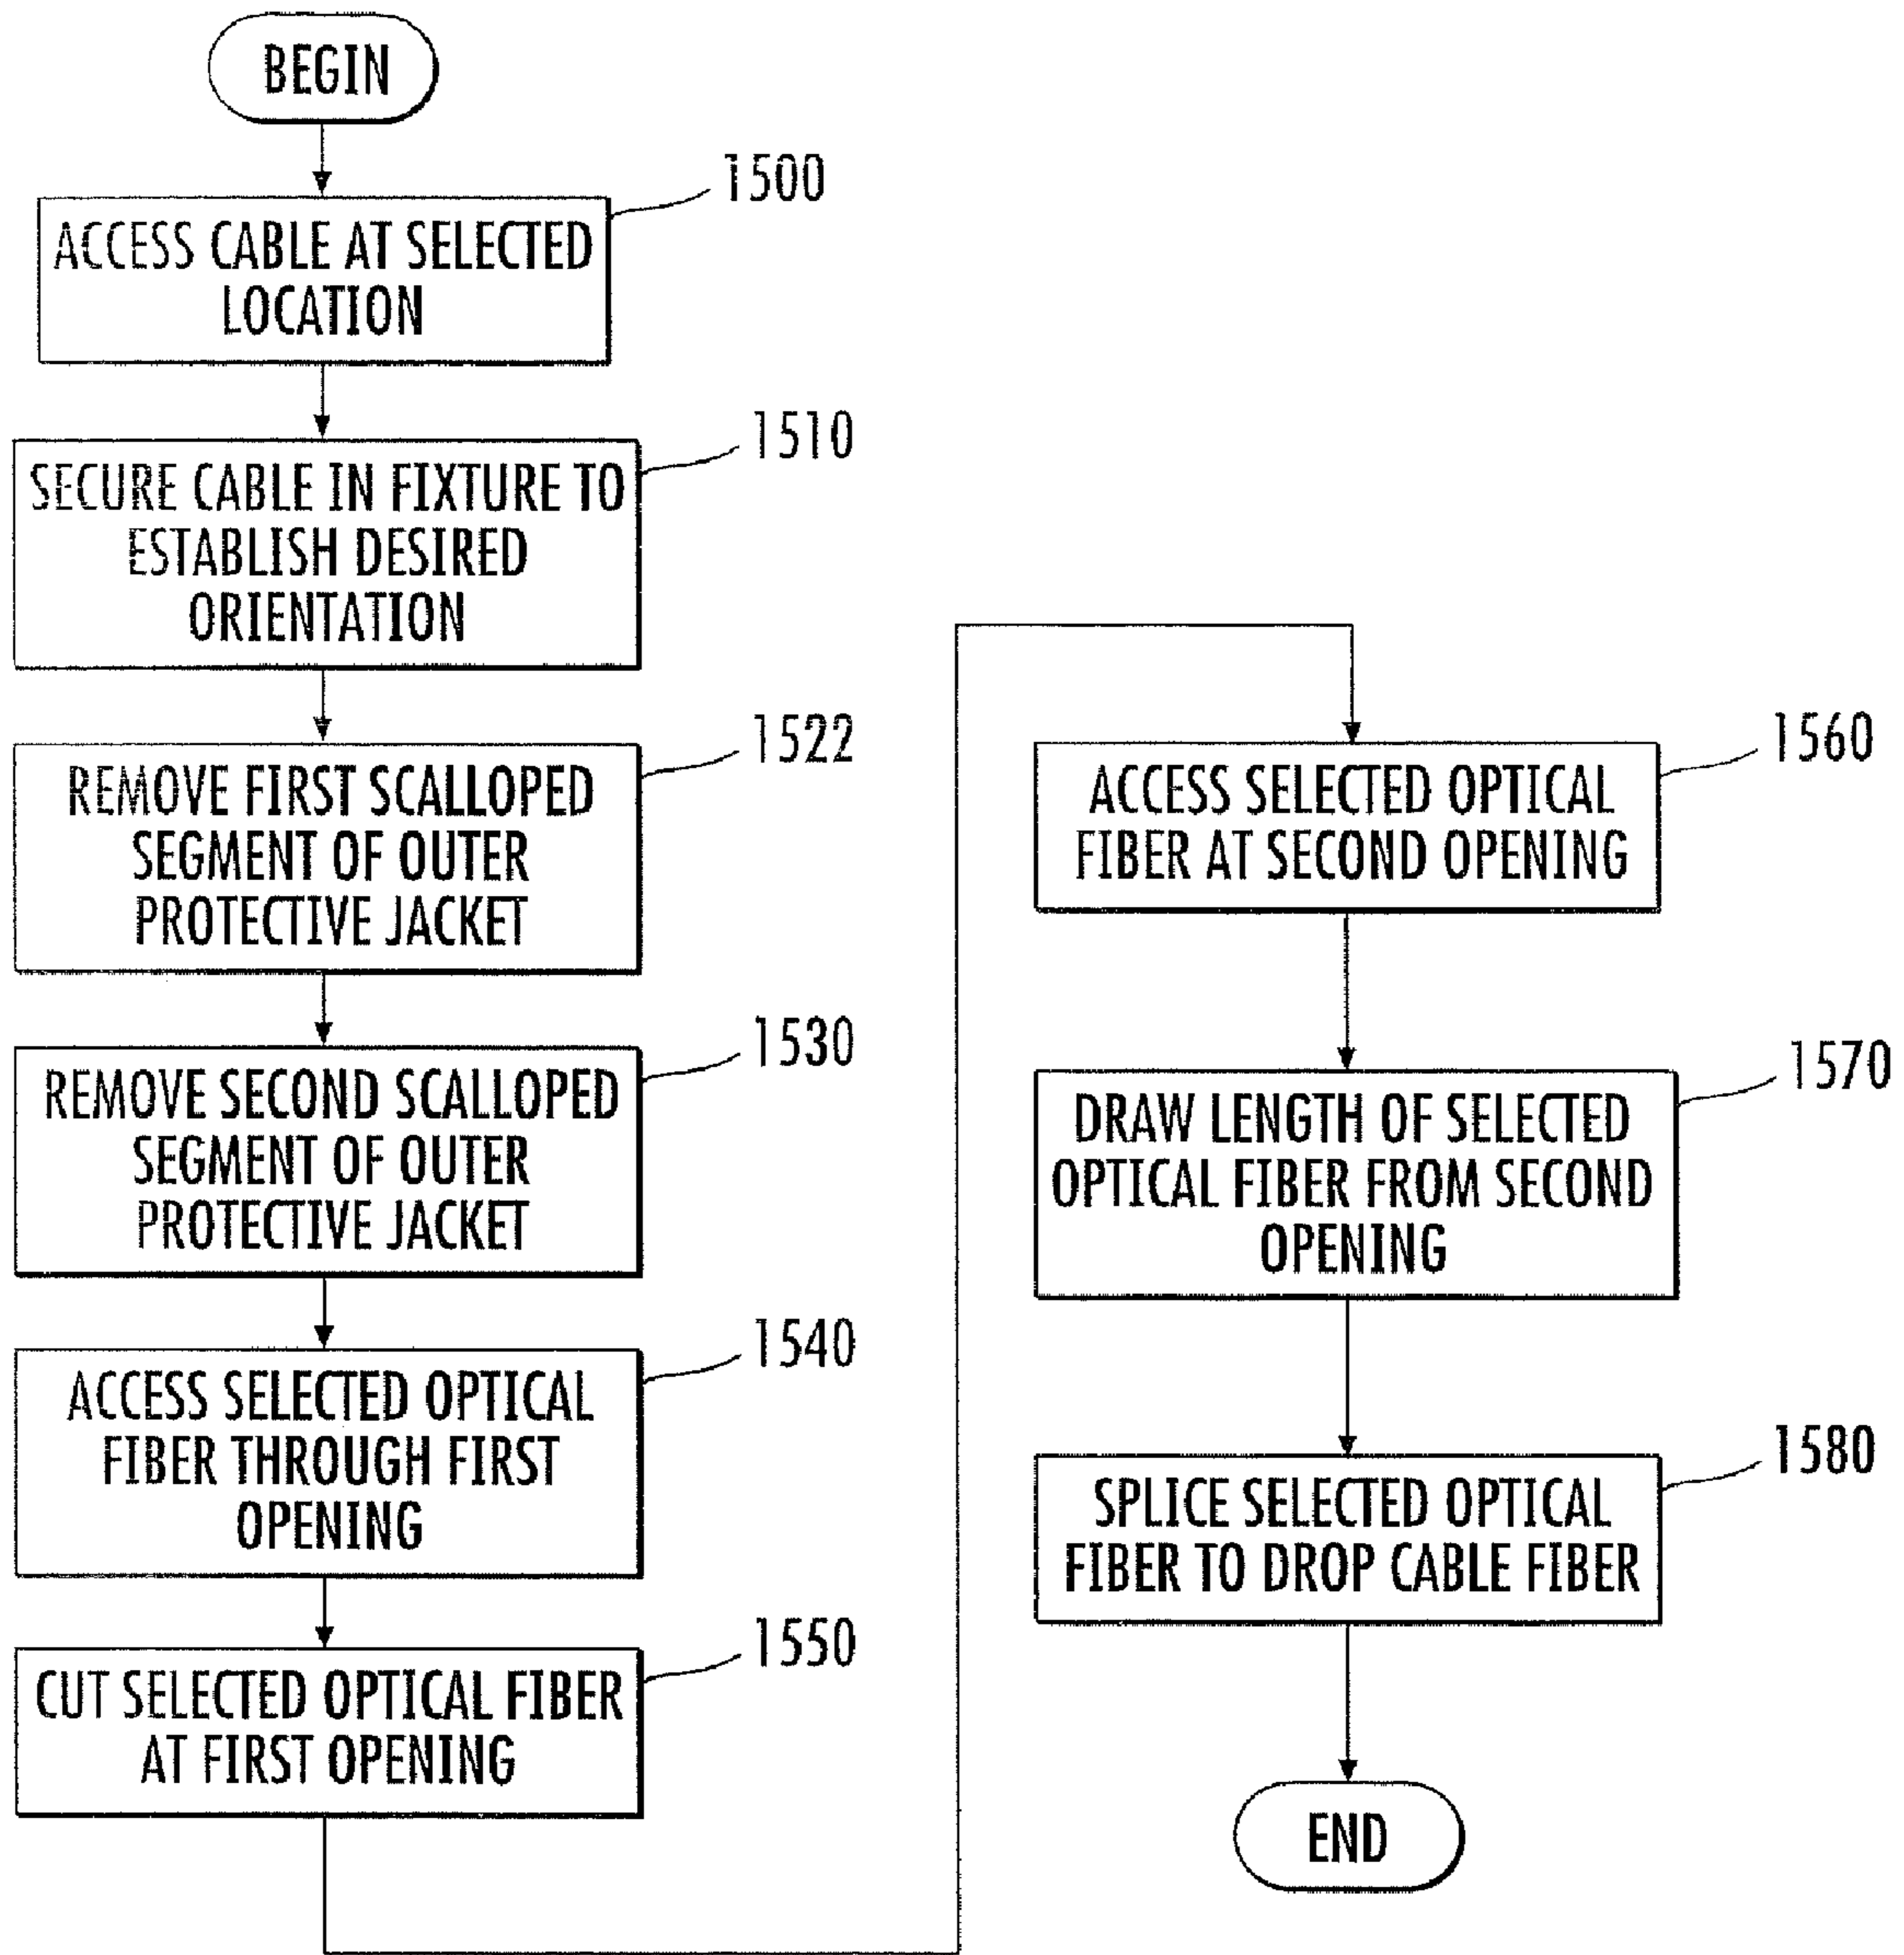 BEGIN
1500
ACCESS CABLE AT SELECTED
LOCATION
1510
SECURE CABLE IN FIXTURE TO
ESTABLISH DESIRED
ORIENTATION
1522
REMOVE FIRST SCALLOPED
SEGMENT OF OUTER
PROTECTIVE JACKET
1530
REMOVE SECOND SCALLOPED
SEGMENT OF OUTER
PROTECTIVE JACKET
1540
ACCESS SELECTED OPTICAL
FIBER THROUGH FIRST
OPENING
1550
CUT SELECTED OPTICAL FIBER
AT FIRST OPENING
1560
ACCESS SELECTED OPTICAL
FIBER AT SECOND OPENING
1570
DRAW LENGTH OF SELECTED
OPTICAL FIBER FROM SECOND
OPENING
1580
SPLICE SELECTED OPTICAL
FIBER TO DROP CABLE FIBER
END